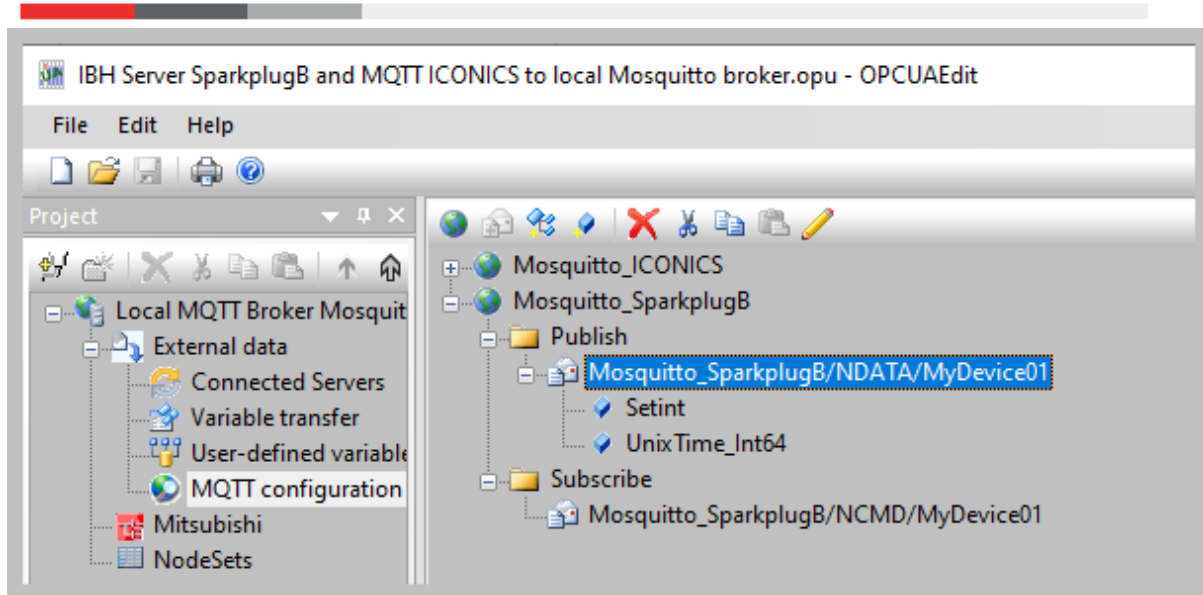 IBH Server SparkplugB and MQTT ICONICS to local Mosquitto broker.opu - OPCUAEdit
File Edit Help
Project
Local MQTT Broker Mosquit
External data
Connected Servers
Variable transfer
User-defined variable
MQTT configuration
Mitsubishi
NodeSets
Mosquitto_ICONICS
Mosquitto_SparkplugB
Publish
Mosquitto_SparkplugB/NDATA/MyDevice01
Setint
UnixTime_Int64
Subscribe
Mosquitto_SparkplugB/NCMD/MyDevice01